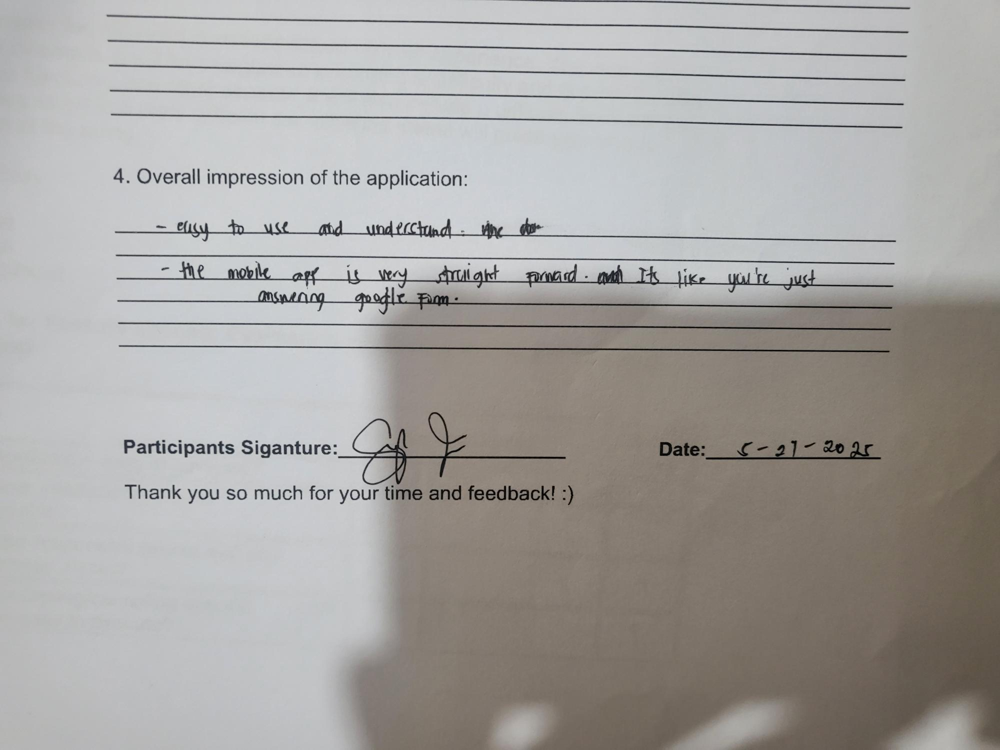 4. Overall impression of the application:
- easy to use and understand.
- the mobile app is very straight forward. Its like you're just
answering google form.
Participants Siganture: Date: 5-27-2025
Thank you so much for your time and feedback! :)